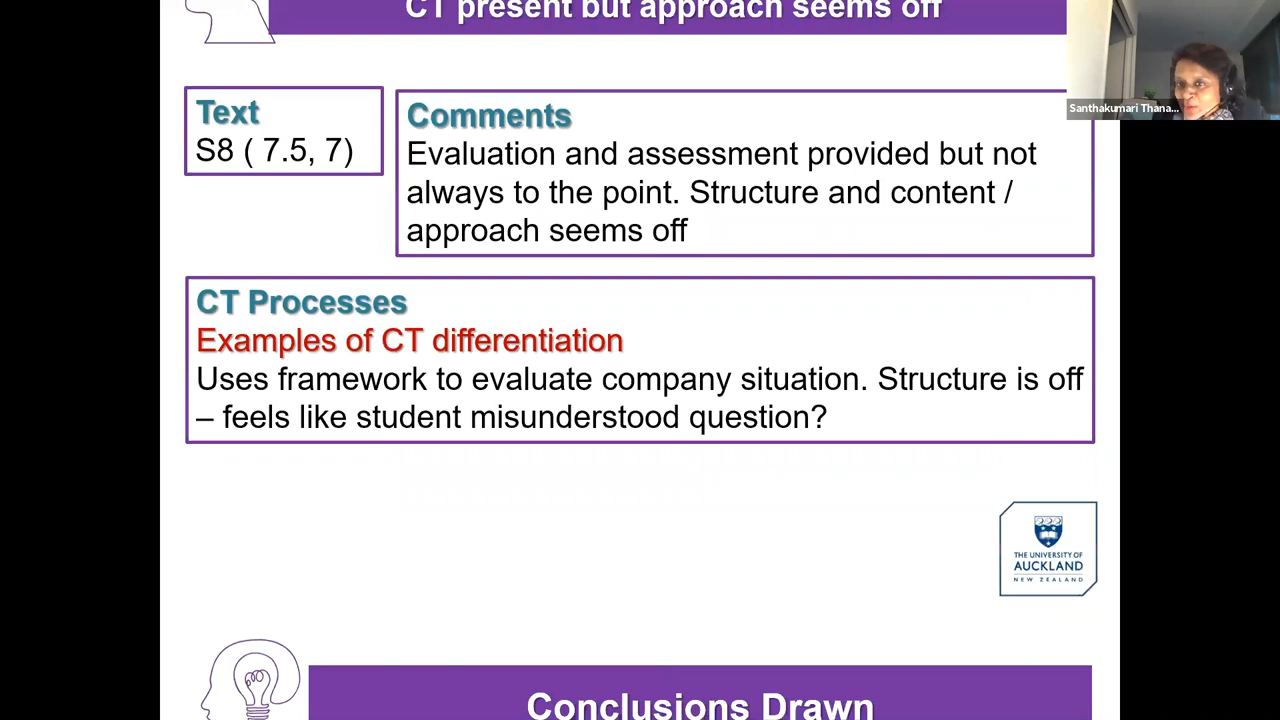 CT present but approach seems off
Santhakumari Thana...
Text
S8 ( 7.5, 7)
Comments
Evaluation and assessment provided but not
always to the point. Structure and content /
approach seems off
CT Processes
Examples of CT differentiation
Uses framework to evaluate company situation. Structure is off
– feels like student misunderstood question?
THE UNIVERSITY OF
AUCKLAND
NEW ZEALAND
Conclusions Drawn